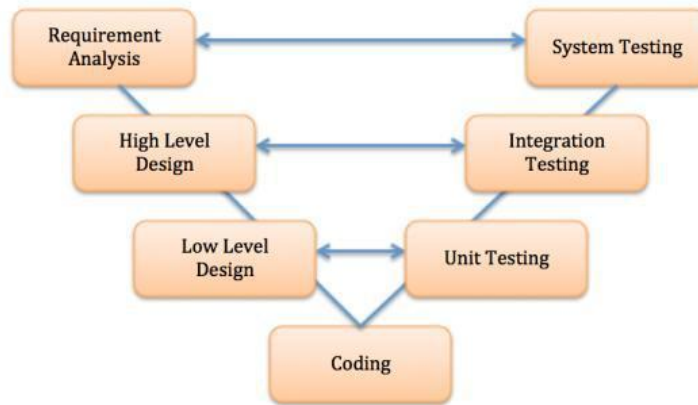 Requirement
Analysis
System Testing
High Level
Design
Integration
Testing
Low Level
Design
Unit Testing
Coding